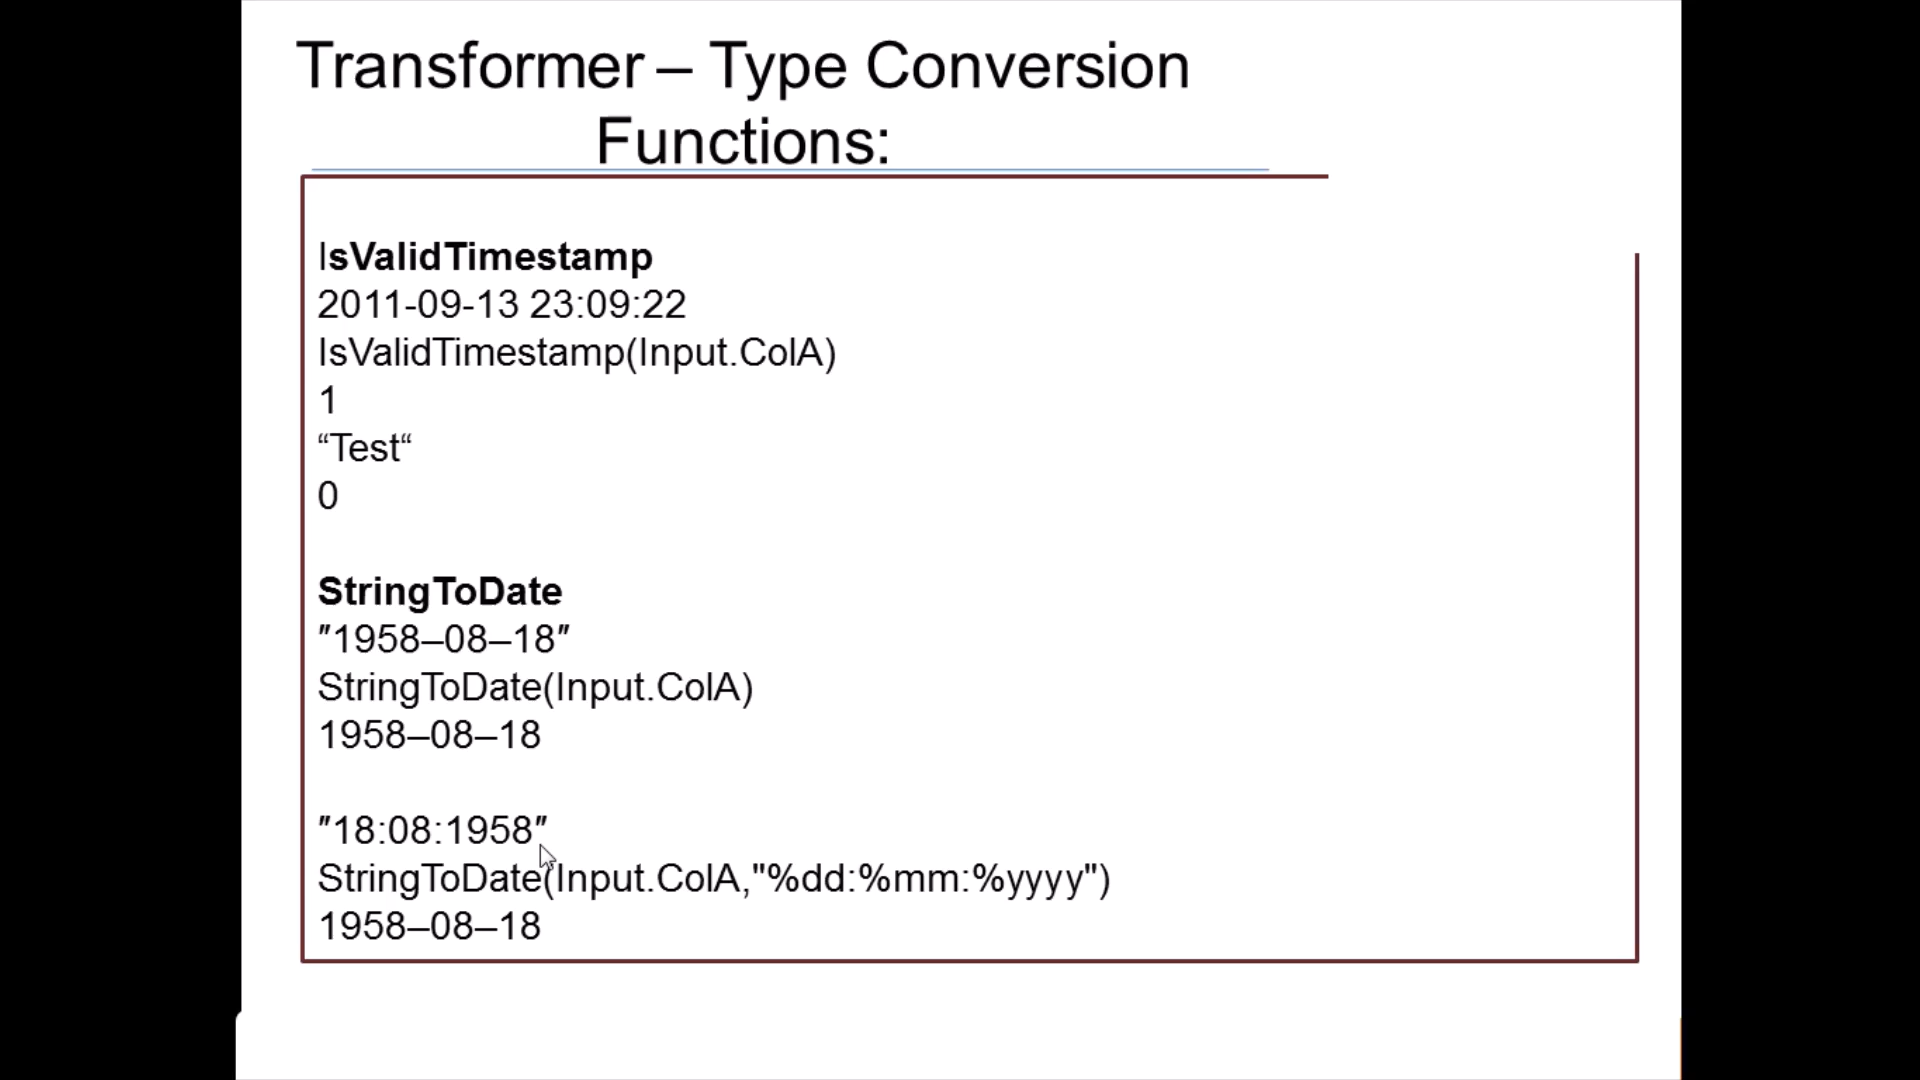 Transformer – Type Conversion
Functions:
IsValidTimestamp
2011-09-13 23:09:22
IsValidTimestamp(Input.ColA)
1
“Test“
0
StringToDate
″1958–08–18″
StringToDate(Input.ColA)
1958–08–18
″18:08:1958″
StringToDate(Input.ColA,"%dd:%mm:%yyyy")
1958–08–18